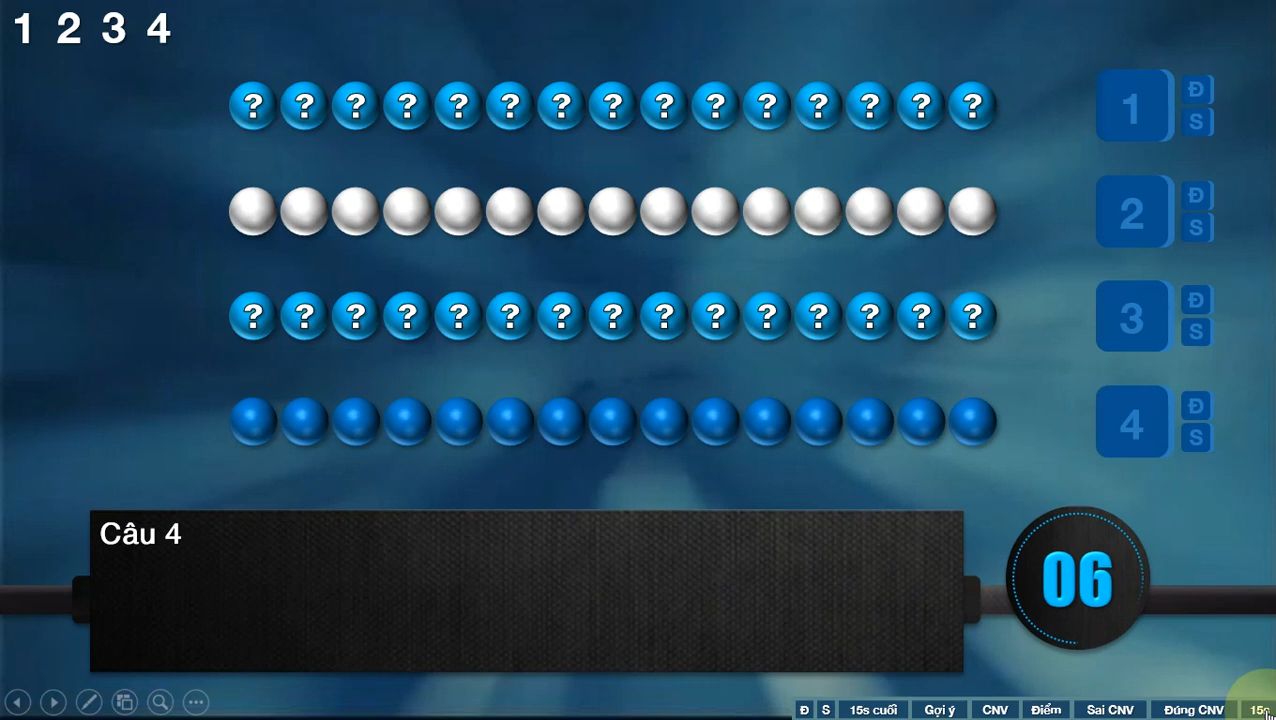 1 2 3 4
? ? ? ? ? ? ? ? ? ? ? ? ? ? ?
1
Đ
S
2
Đ
S
? ? ? ? ? ? ? ? ? ? ? ? ? ? ?
3
Đ
S
4
Đ
S
Câu 4
06
Đ S 15s cuối Gợi ý CNV Điểm Sai CNV Đúng CNV